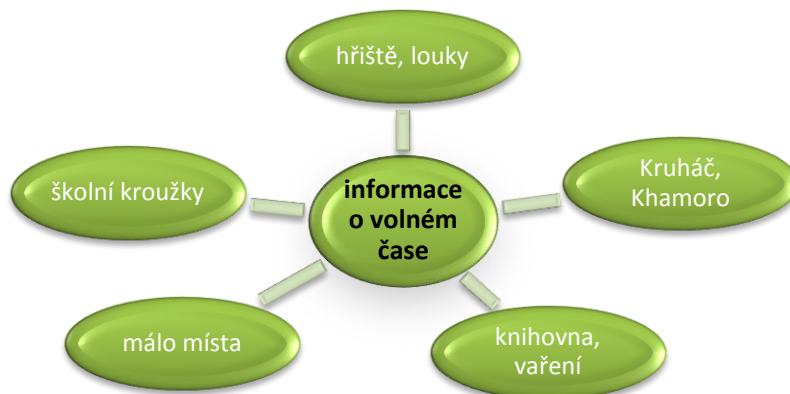 hřiště, louky
Kruháč,
Khamoro
školní kroužky
informace
o volném
čase
málo místa
knihovna,
vaření